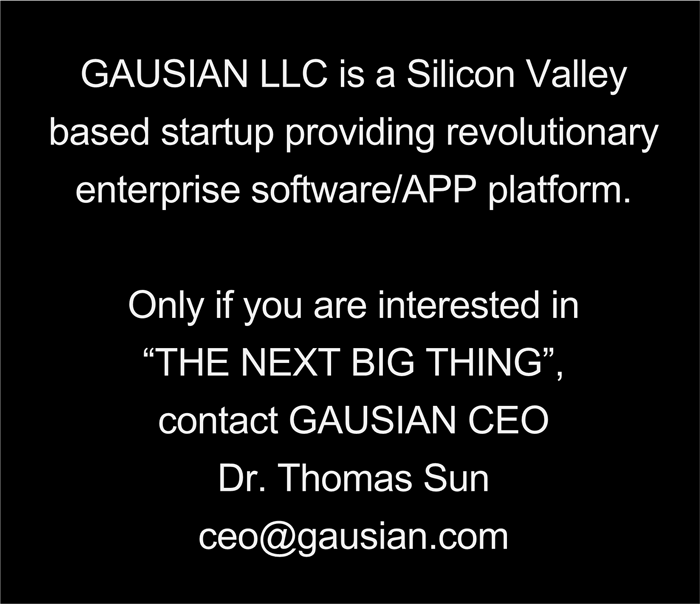 GAUSIAN LLC is a Silicon Valley
based startup providing revolutionary
enterprise software/APP platform.
Only if you are interested in
“THE NEXT BIG THING”,
contact GAUSIAN CEO
Dr. Thomas Sun
ceo@gausian.com